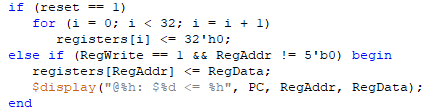 if (reset == 1)
for (i = 0; i < 32; i = i + 1)
registers[i] <= 32'h0;
else if (RegWrite == 1 && RegAddr != 5'b0) begin
registers[RegAddr] <= RegData;
$display("@%h: $%d <= %h", PC, RegAddr, RegData);
end